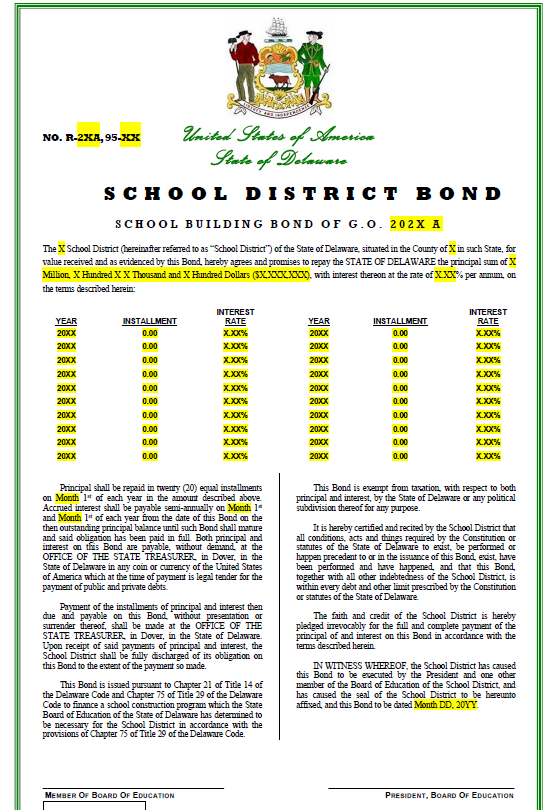 LIBERTY AND INDEPENDENCE
NO. R-2XA, 95-XX
United States of America
State of Delaware
SCHOOL DISTRICT BOND
SCHOOL BUILDING BOND OF G.O. 202X A
The X School District (hereinafter referred to as “School District”) of the State of Delaware, situated in the County of X in such State, for
value received and as evidenced by this Bond, hereby agrees and promises to repay the STATE OF DELAWARE the principal sum of X
Million, X Hundred X X Thousand and X Hundred Dollars ($X,XXX,XXX), with interest thereon at the rate of X.XX% per annum, on
the terms described herein:
YEAR INSTALLMENT INTEREST RATE YEAR INSTALLMENT INTEREST RATE
20XX 0.00 X.XX% 20XX 0.00 X.XX%
20XX 0.00 X.XX% 20XX 0.00 X.XX%
20XX 0.00 X.XX% 20XX 0.00 X.XX%
20XX 0.00 X.XX% 20XX 0.00 X.XX%
20XX 0.00 X.XX% 20XX 0.00 X.XX%
20XX 0.00 X.XX% 20XX 0.00 X.XX%
20XX 0.00 X.XX% 20XX 0.00 X.XX%
20XX 0.00 X.XX% 20XX 0.00 X.XX%
20XX 0.00 X.XX% 20XX 0.00 X.XX%
20XX 0.00 X.XX% 20XX 0.00 X.XX%
Principal shall be repaid in twenty (20) equal installments
on Month 1st of each year in the amount described above.
Accrued interest shall be payable semi-annually on Month 1st
and Month 1st of each year from the date of this Bond on the
then outstanding principal balance until such Bond shall mature
and said obligation has been paid in full. Both principal and
interest on this Bond are payable, without demand, at the
OFFICE OF THE STATE TREASURER, in Dover, in the
State of Delaware in any coin or currency of the United States
of America which at the time of payment is legal tender for the
payment of public and private debts.
Payment of the installments of principal and interest then
due and payable on this Bond, without presentation or
surrender thereof, shall be made at the OFFICE OF THE
STATE TREASURER, in Dover, in the State of Delaware.
Upon receipt of said payments of principal and interest, the
School District shall be fully discharged of its obligation on
this Bond to the extent of the payment so made.
This Bond is issued pursuant to Chapter 21 of Title 14 of
the Delaware Code and Chapter 75 of Title 29 of the Delaware
Code to finance a school construction program which the State
Board of Education of the State of Delaware has determined to
be necessary for the School District in accordance with the
provisions of Chapter 75 of Title 29 of the Delaware Code.
This Bond is exempt from taxation, with respect to both
principal and interest, by the State of Delaware or any political
subdivision thereof for any purpose.
It is hereby certified and recited by the School District that
all conditions, acts and things required by the Constitution or
statutes of the State of Delaware to exist, be performed or
happen precedent to or in the issuance of this Bond, exist, have
been performed and have happened, and that this Bond,
together with all other indebtedness of the School District, is
within every debt and other limit prescribed by the Constitution
or statutes of the State of Delaware.
The faith and credit of the School District is hereby
pledged irrevocably for the full and complete payment of the
principal of and interest on this Bond in accordance with the
terms described herein.
IN WITNESS WHEREOF, the School District has caused
this Bond to be executed by the President and one other
member of the Board of Education of the School District, and
has caused the seal of the School District to be hereunto
affixed, and this Bond to be dated Month DD, 20YY.
MEMBER OF BOARD OF EDUCATION PRESIDENT, BOARD OF EDUCATION